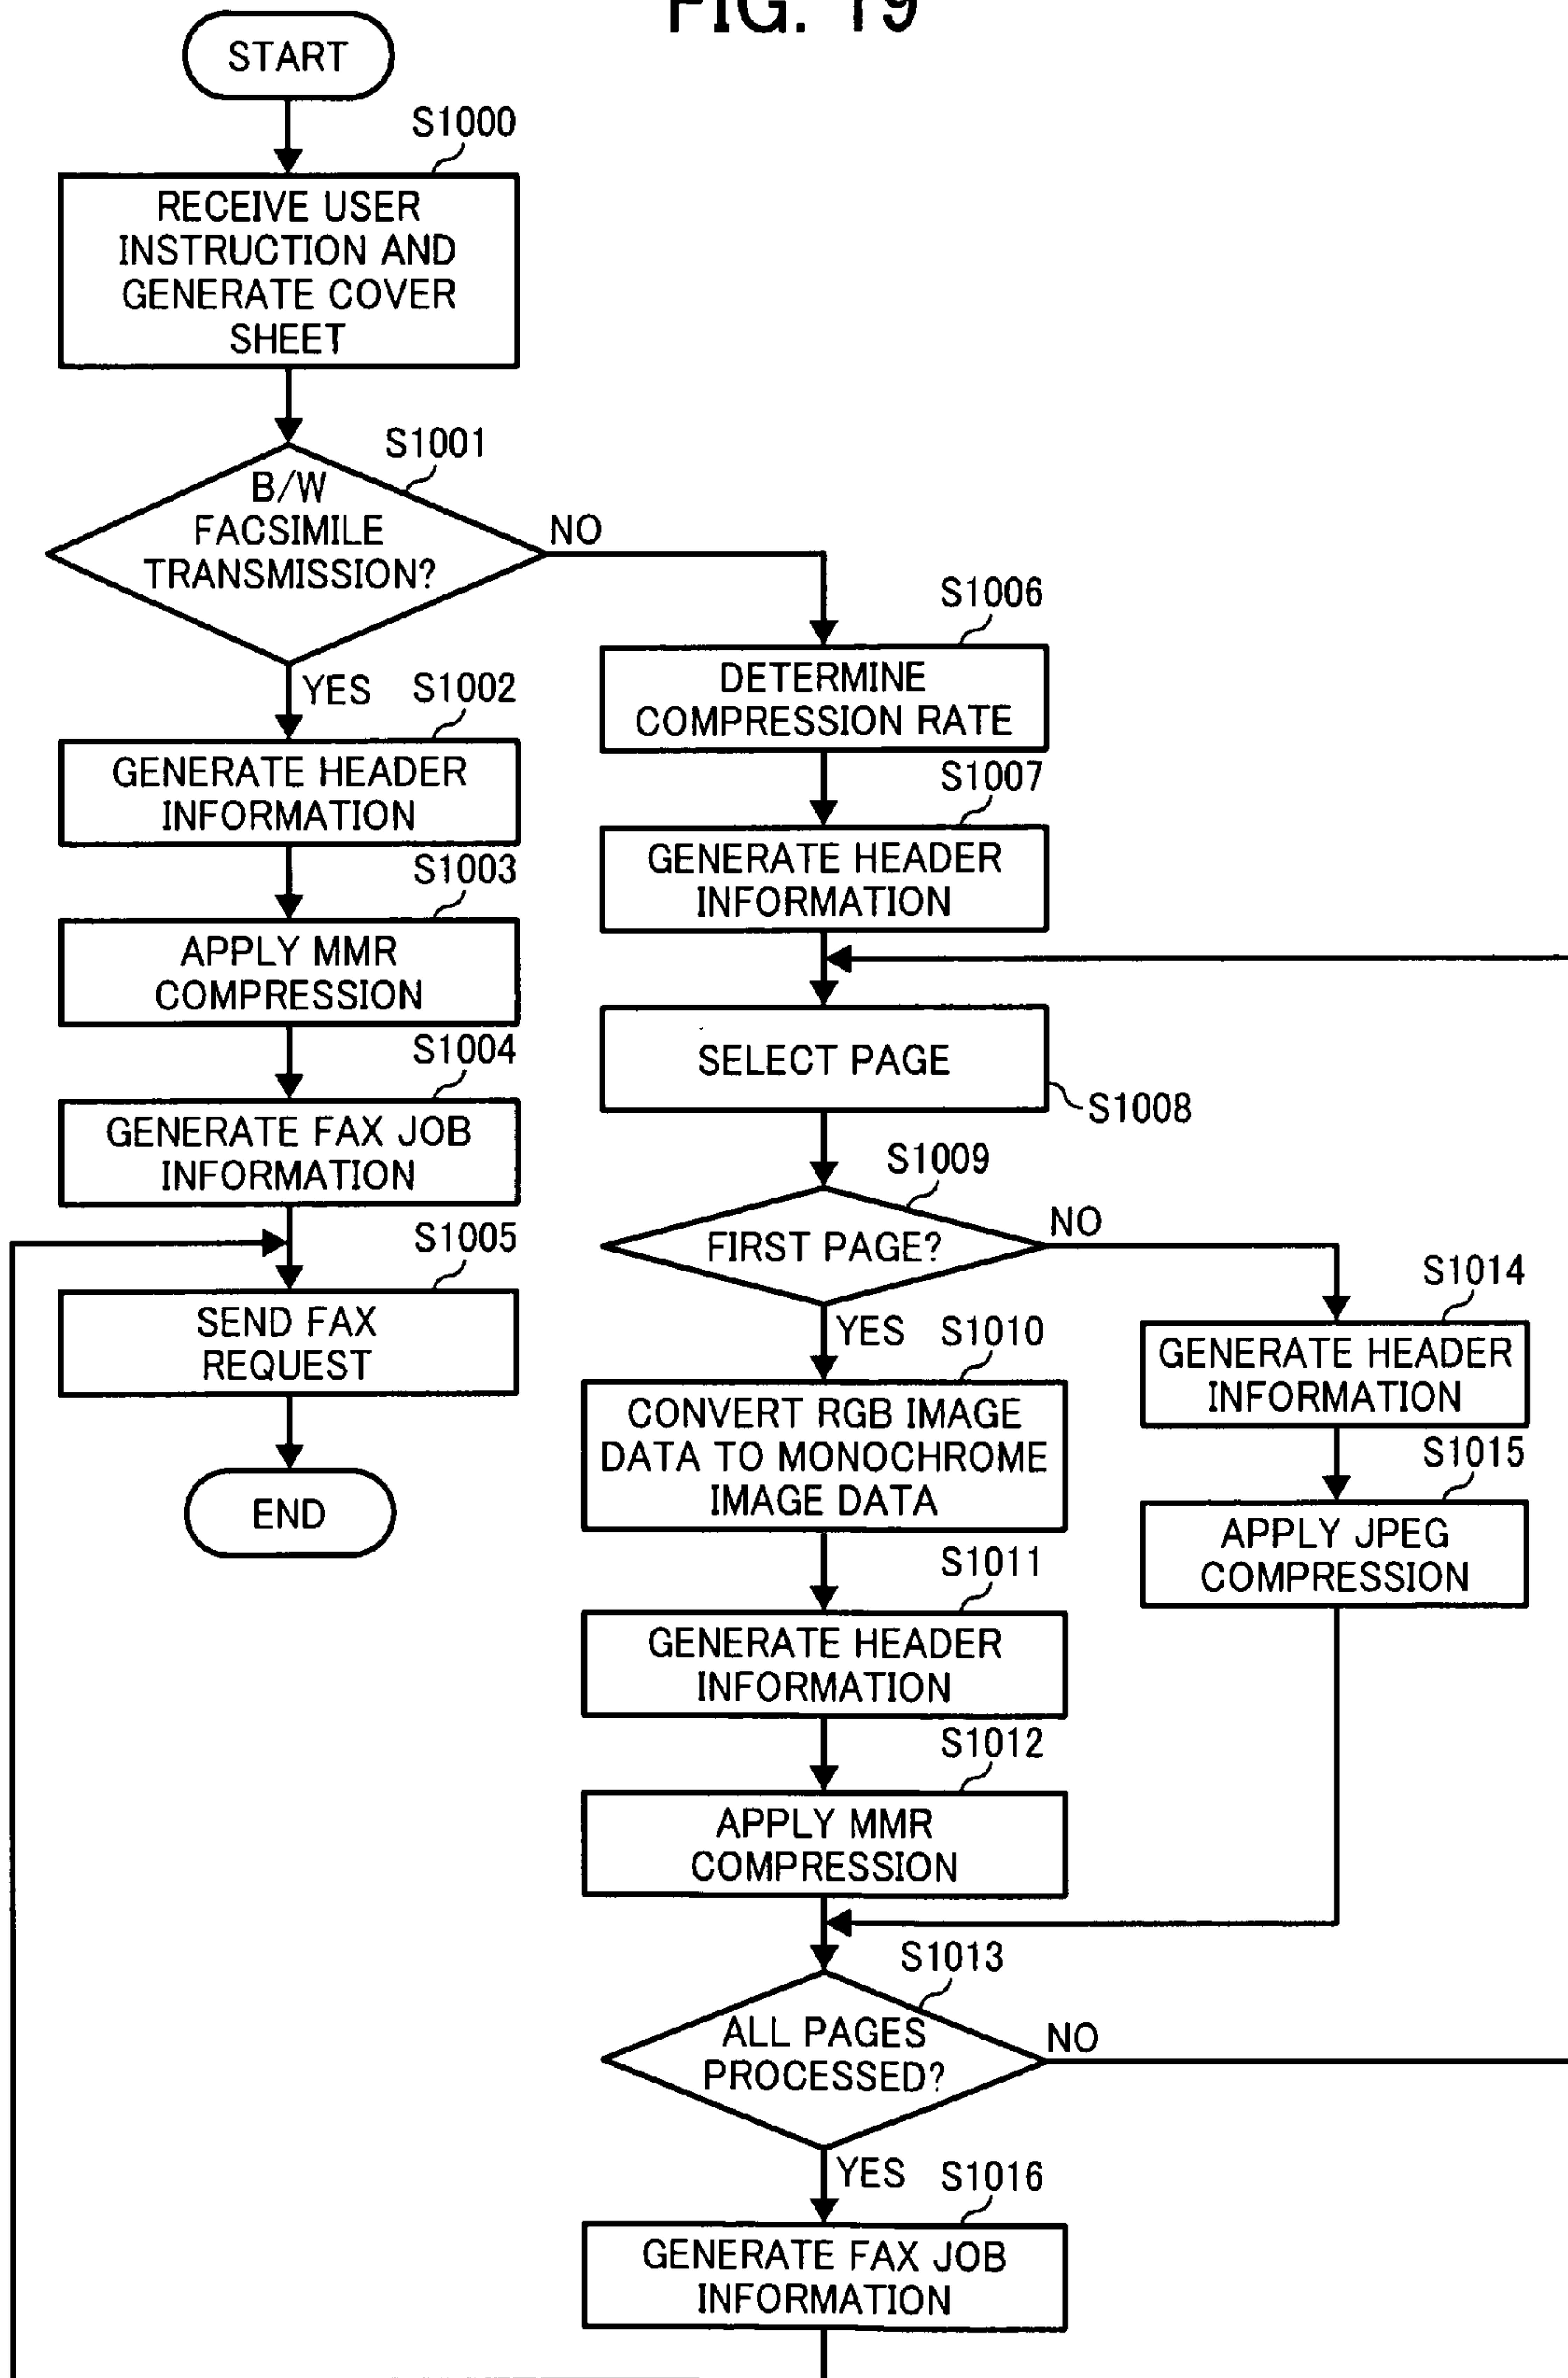 FIG. 19
START
S1000
RECEIVE USER
INSTRUCTION AND
GENERATE COVER
SHEET
S1001
B/W
FACSIMILE
TRANSMISSION?
NO
YES
S1002
GENERATE HEADER
INFORMATION
S1003
APPLY MMR
COMPRESSION
S1004
GENERATE FAX JOB
INFORMATION
S1005
SEND FAX
REQUEST
END
S1006
DETERMINE
COMPRESSION RATE
S1007
GENERATE HEADER
INFORMATION
SELECT PAGE
S1008
S1009
FIRST PAGE?
NO
YES
S1010
CONVERT RGB IMAGE
DATA TO MONOCHROME
IMAGE DATA
S1011
GENERATE HEADER
INFORMATION
S1012
APPLY MMR
COMPRESSION
S1014
GENERATE HEADER
INFORMATION
S1015
APPLY JPEG
COMPRESSION
S1013
ALL PAGES
PROCESSED?
NO
YES
S1016
GENERATE FAX JOB
INFORMATION